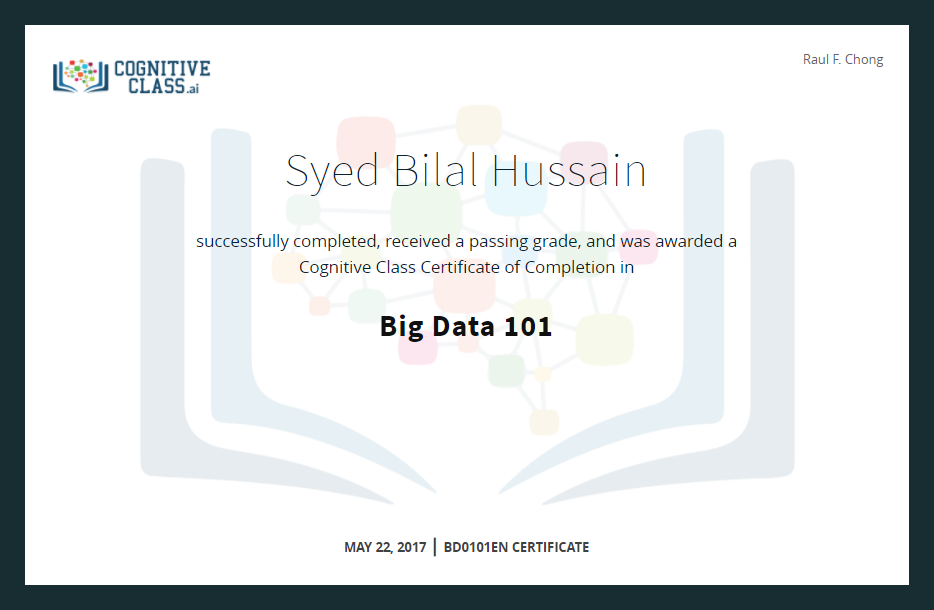 COGNITIVE
CLASS.ai
Raul F. Chong
Syed Bilal Hussain
successfully completed, received a passing grade, and was awarded a
Cognitive Class Certificate of Completion in
Big Data 101
MAY 22, 2017 | BD0101EN CERTIFICATE